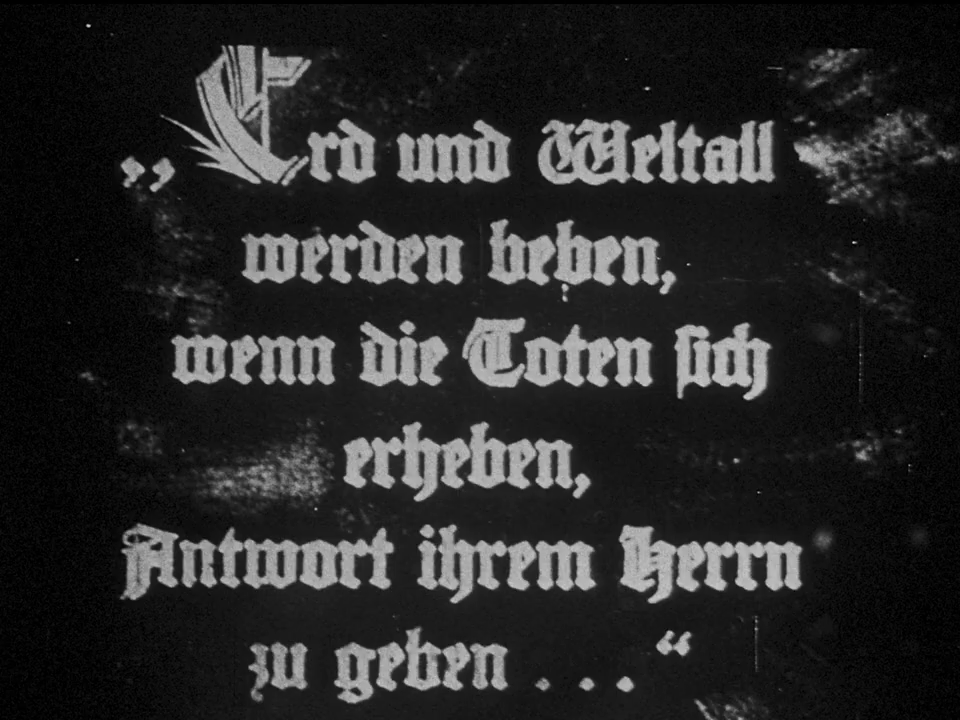 „Erd und Weltall
werden beben,
wenn die Toten sich
erheben,
Antwort ihrem Herrn
zu geben . . .“